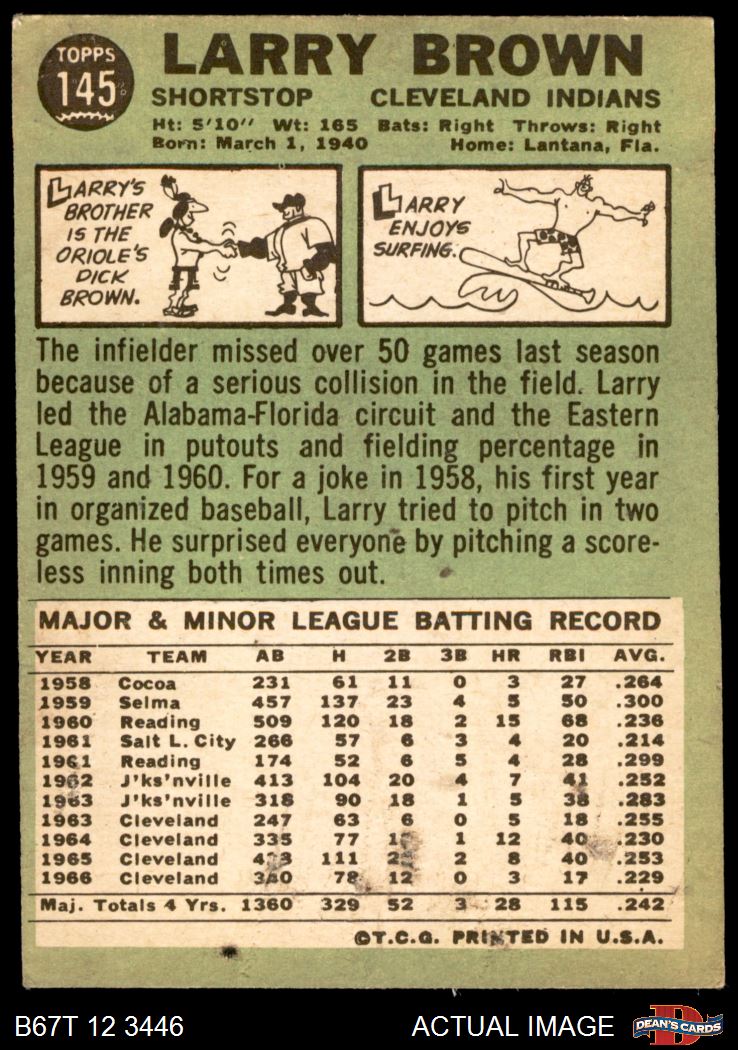 TOPPS
145
LARRY BROWN
SHORTSTOP CLEVELAND INDIANS
Ht: 5'10" Wt: 165 Bats: Right Throws: Right
Born: March 1, 1940 Home: Lantana, Fla.
LARRY'S
BROTHER
IS THE
ORIOLE'S
DICK
BROWN.
LARRY
ENJOYS
SURFING.
The infielder missed over 50 games last season
because of a serious collision in the field. Larry
led the Alabama-Florida circuit and the Eastern
League in putouts and fielding percentage in
1959 and 1960. For a joke in 1958, his first year
in organized baseball, Larry tried to pitch in two
games. He surprised everyone by pitching a score-
less inning both times out.
MAJOR & MINOR LEAGUE BATTING RECORD
YEAR TEAM AB H 2B 3B HR RBI AVG.
1958 Cocoa 231 61 11 0 3 27 .264
1959 Selma 457 137 23 4 5 50 .300
1960 Reading 509 120 18 2 15 68 .236
1961 Salt L. City 266 57 6 3 4 20 .214
1961 Reading 174 52 6 5 4 28 .299
1962 J'ks'nville 413 104 20 4 7 41 .252
1963 J'ks'nville 318 90 18 1 5 38 .283
1963 Cleveland 247 63 6 0 5 18 .255
1964 Cleveland 335 77 1 12 40 .230
1965 Cleveland 111 2 8 40 .253
1966 Cleveland 340 78 12 0 3 17 .229
Maj. Totals 4 Yrs. 1360 329 52 3 28 115 .242
©T.C.G. PRINTED IN U.S.A.
B67T 12 3446 ACTUAL IMAGE
D
DEAN'S CARDS